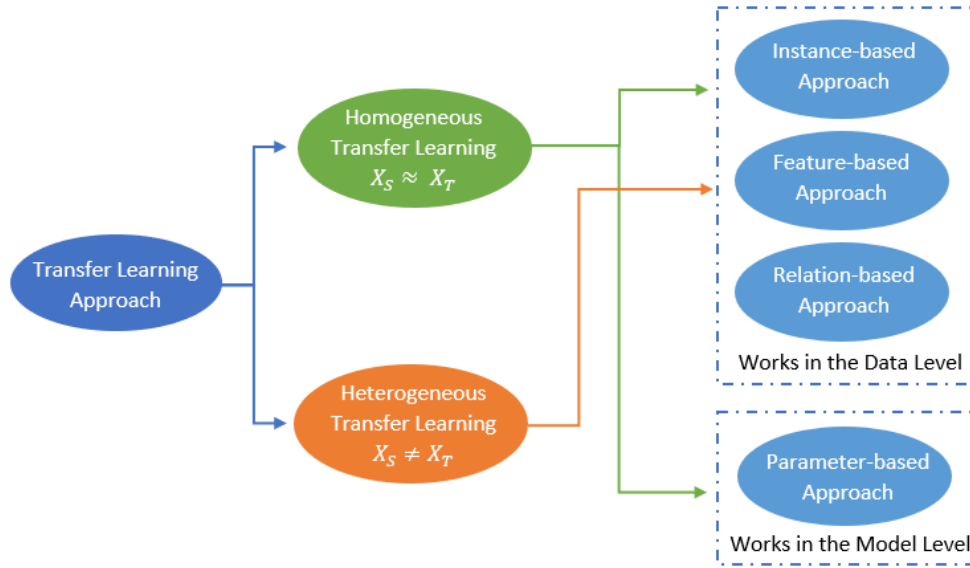 Transfer Learning
Approach
Homogeneous
Transfer Learning
X_S ≈ X_T
Heterogeneous
Transfer Learning
X_S ≠ X_T
Instance-based
Approach
Feature-based
Approach
Relation-based
Approach
Works in the Data Level
Parameter-based
Approach
Works in the Model Level